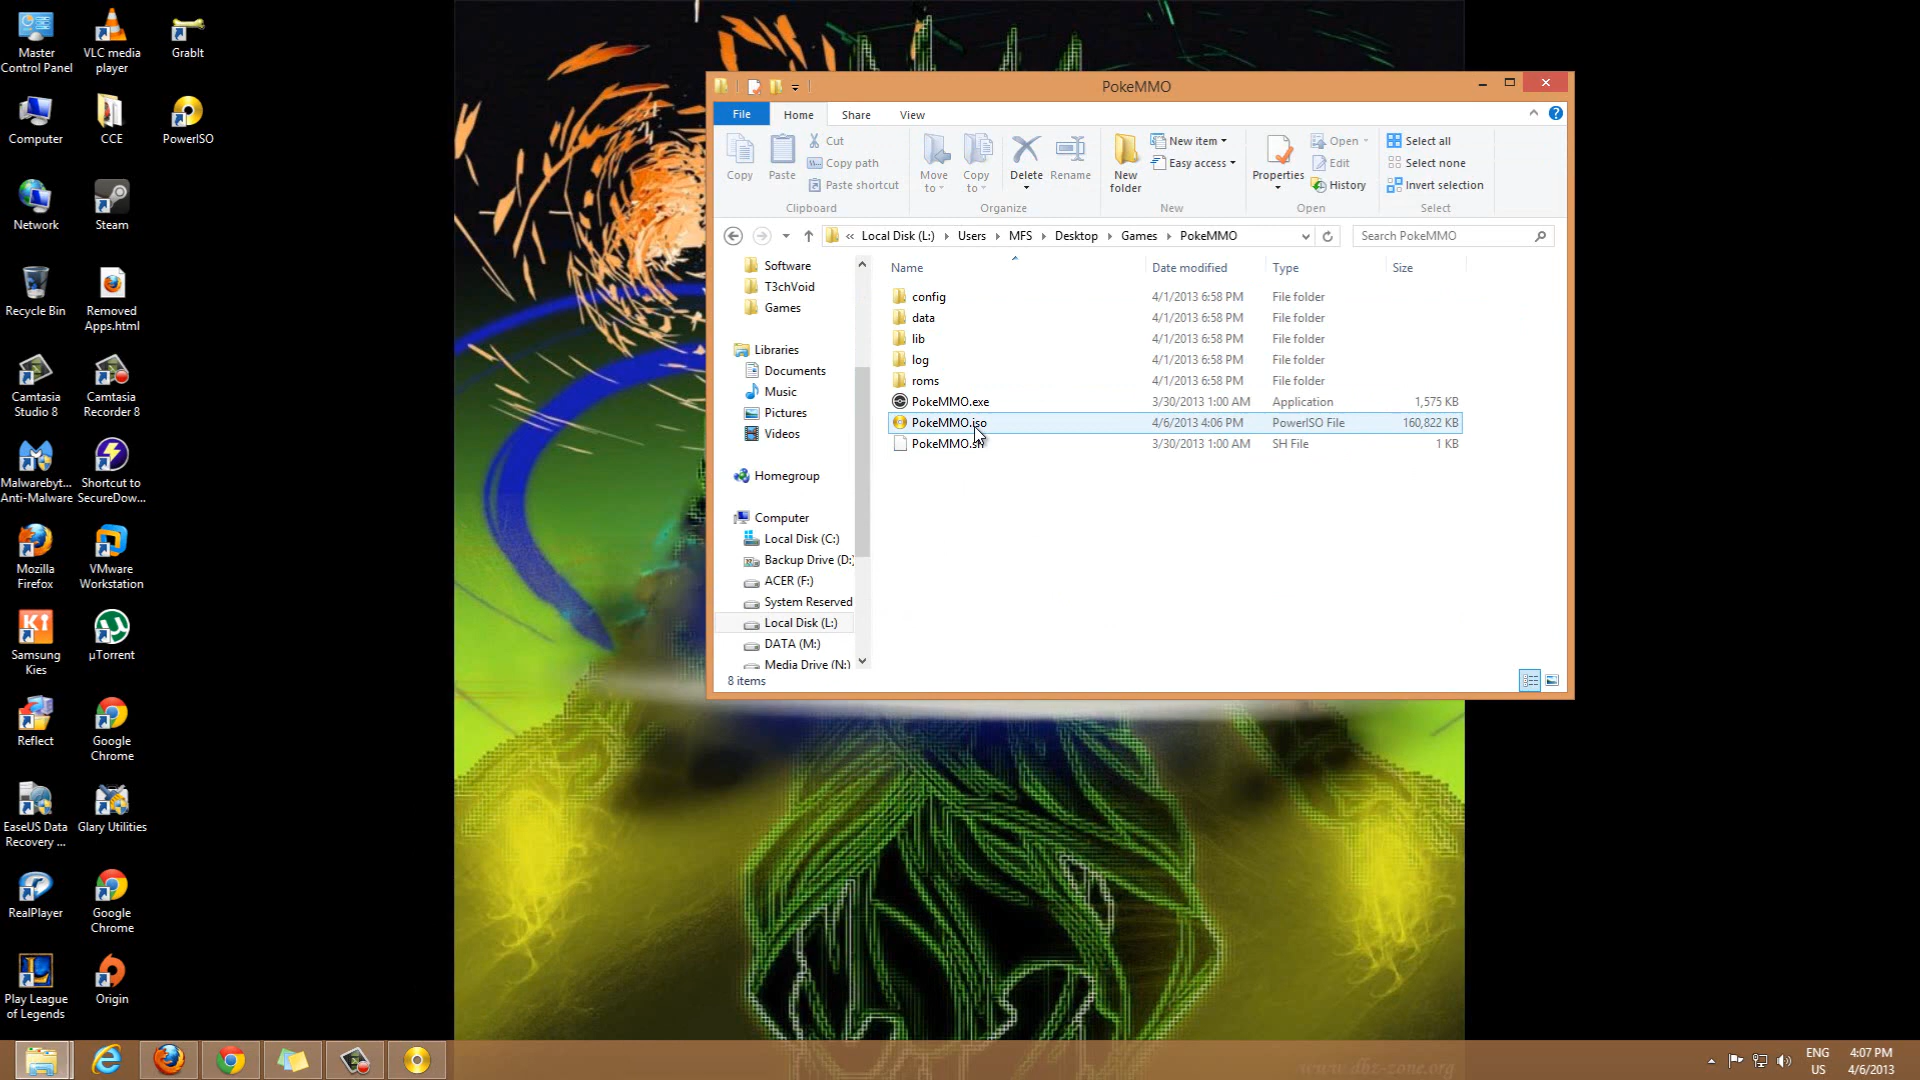 Master
Control Panel
VLC media
player
GrabIt
Computer
CCE
PowerISO
Network
Steam
Recycle Bin
Removed
Apps.html
Camtasia
Studio 8
Camtasia
Recorder 8
Malwarebyt...
Anti-Malware
Shortcut to
SecureDow...
Mozilla
Firefox
VMware
Workstation
Samsung
Kies
µTorrent
Reflect
Google
Chrome
EaseUS Data
Recovery ...
Glary Utilities
RealPlayer
Google
Chrome
Play League
of Legends
Origin
PokeMMO
File
Home
Share
View
Copy
Paste
Cut
Copy path
Paste shortcut
Clipboard
Move
to
Copy
to
Delete
Rename
Organize
New
folder
New item
Easy access
New
Properties
Open
Edit
History
Open
Select all
Select none
Invert selection
Select
« Local Disk (L:) Users MFS Desktop Games PokeMMO
Search PokeMMO
Software
T3chVoid
Games
Libraries
Documents
Music
Pictures
Videos
Homegroup
Computer
Local Disk (C:)
Backup Drive (D:)
ACER (F:)
System Reserved
Local Disk (L:)
DATA (M:)
Media Drive (N:)
Name Date modified Type Size
config 4/1/2013 6:58 PM File folder
data 4/1/2013 6:58 PM File folder
lib 4/1/2013 6:58 PM File folder
log 4/1/2013 6:58 PM File folder
roms 4/1/2013 6:58 PM File folder
PokeMMO.exe 3/30/2013 1:00 AM Application 1,575 KB
PokeMMO.iso 4/6/2013 4:06 PM PowerISO File 160,822 KB
PokeMMO.sh 3/30/2013 1:00 AM SH File 1 KB
8 items
www.dbz-zone.org
ENG
US
4:07 PM
4/6/2013